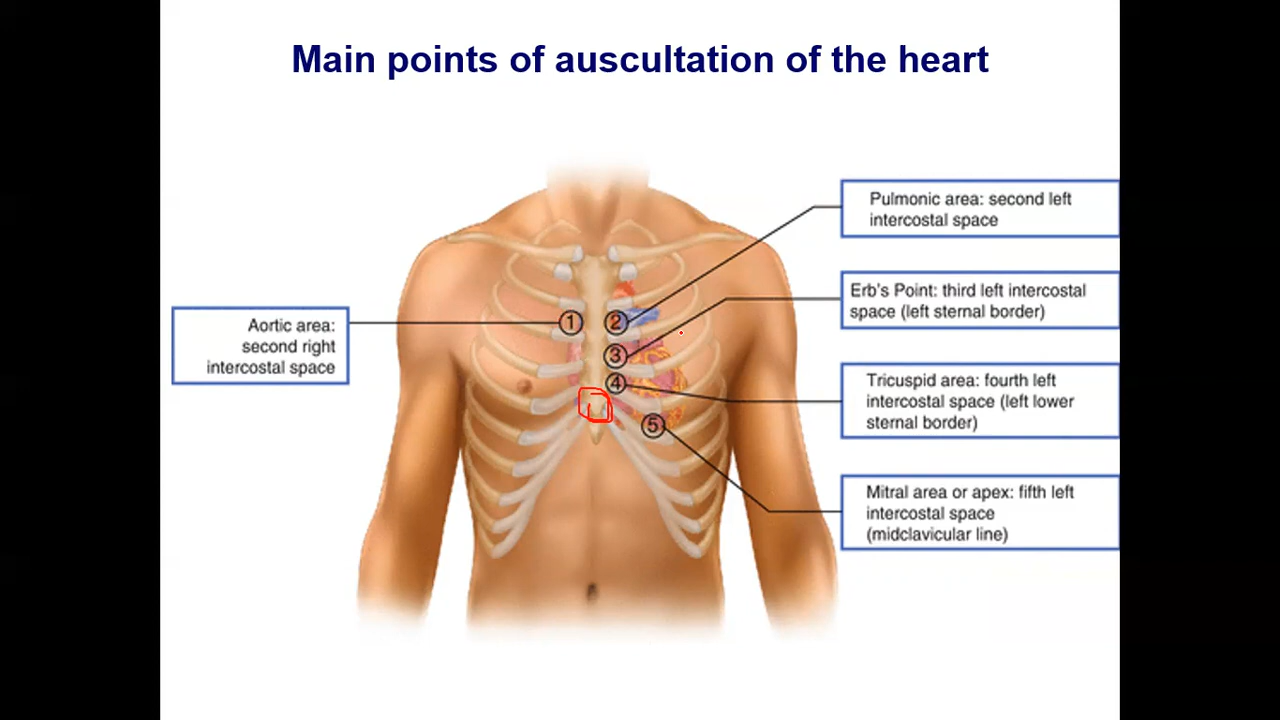 Main points of auscultation of the heart
Aortic area:
second right
intercostal space
1
2
3
4
5
Pulmonic area: second left
intercostal space
Erb's Point: third left intercostal
space (left sternal border)
Tricuspid area: fourth left
intercostal space (left lower
sternal border)
Mitral area or apex: fifth left
intercostal space
(midclavicular line)